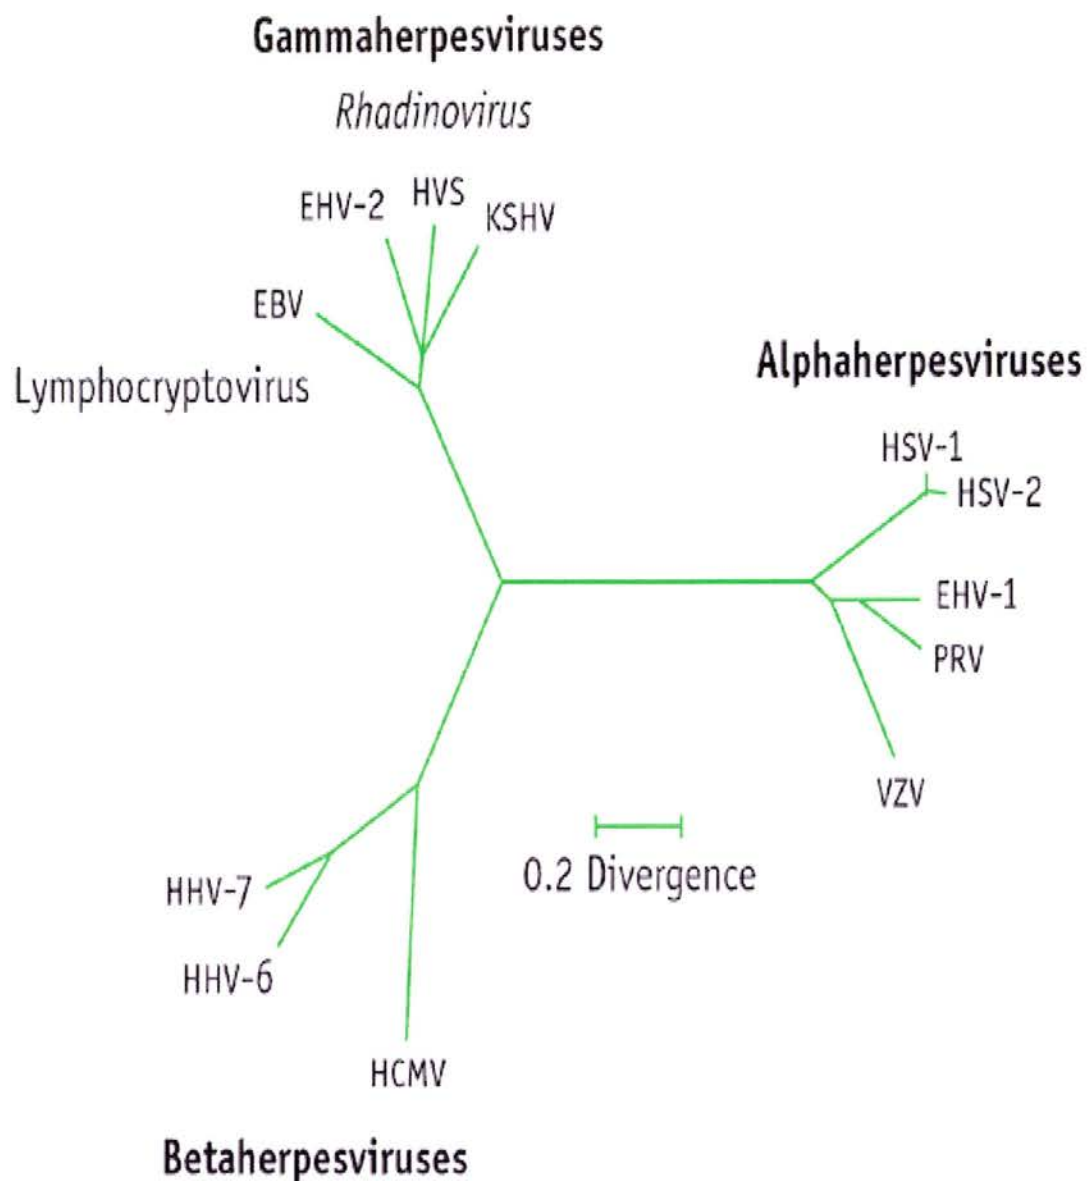 Gammaherpesviruses
Rhadinovirus
EHV-2
HVS
KSHV
EBV
Lymphocryptovirus
Alphaherpesviruses
HSV-1
HSV-2
EHV-1
PRV
VZV
0.2 Divergence
HHV-7
HHV-6
HCMV
Betaherpesviruses